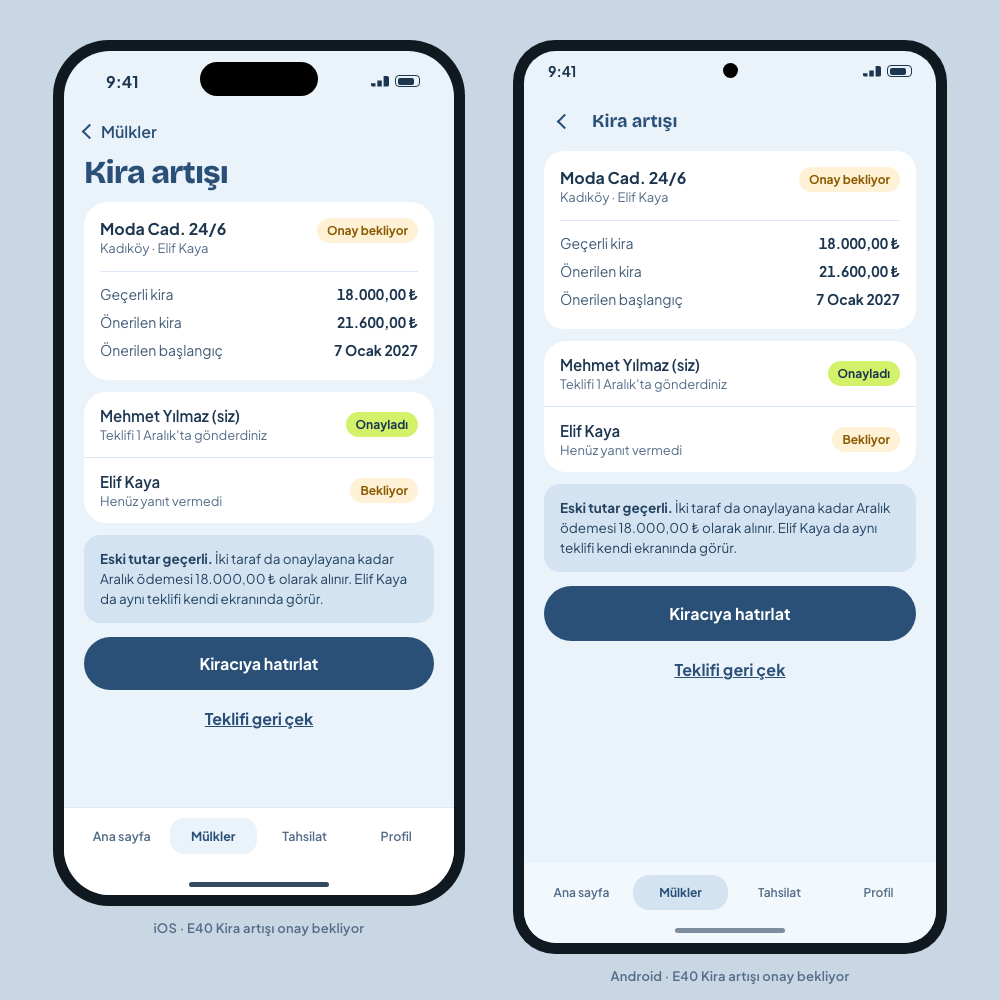 9:41
Mülkler
Kira artışı
Moda Cad. 24/6
Onay bekliyor
Kadıköy · Elif Kaya
Geçerli kira
18.000,00 ₺
Önerilen kira
21.600,00 ₺
Önerilen başlangıç
7 Ocak 2027
Mehmet Yılmaz (siz)
Teklifi 1 Aralık'ta gönderdiniz
Onayladı
Elif Kaya
Henüz yanıt vermedi
Bekliyor
Eski tutar geçerli. İki taraf da onaylayana kadar
Aralık ödemesi 18.000,00 ₺ olarak alınır. Elif Kaya
da aynı teklifi kendi ekranında görür.
Kiracıya hatırlat
Teklifi geri çek
Ana sayfa
Mülkler
Tahsilat
Profil
iOS · E40 Kira artışı onay bekliyor
9:41
Kira artışı
Moda Cad. 24/6
Onay bekliyor
Kadıköy · Elif Kaya
Geçerli kira
18.000,00 ₺
Önerilen kira
21.600,00 ₺
Önerilen başlangıç
7 Ocak 2027
Mehmet Yılmaz (siz)
Teklifi 1 Aralık'ta gönderdiniz
Onayladı
Elif Kaya
Henüz yanıt vermedi
Bekliyor
Eski tutar geçerli. İki taraf da onaylayana kadar Aralık
ödemesi 18.000,00 ₺ olarak alınır. Elif Kaya da aynı
teklifi kendi ekranında görür.
Kiracıya hatırlat
Teklifi geri çek
Ana sayfa
Mülkler
Tahsilat
Profil
Android · E40 Kira artışı onay bekliyor